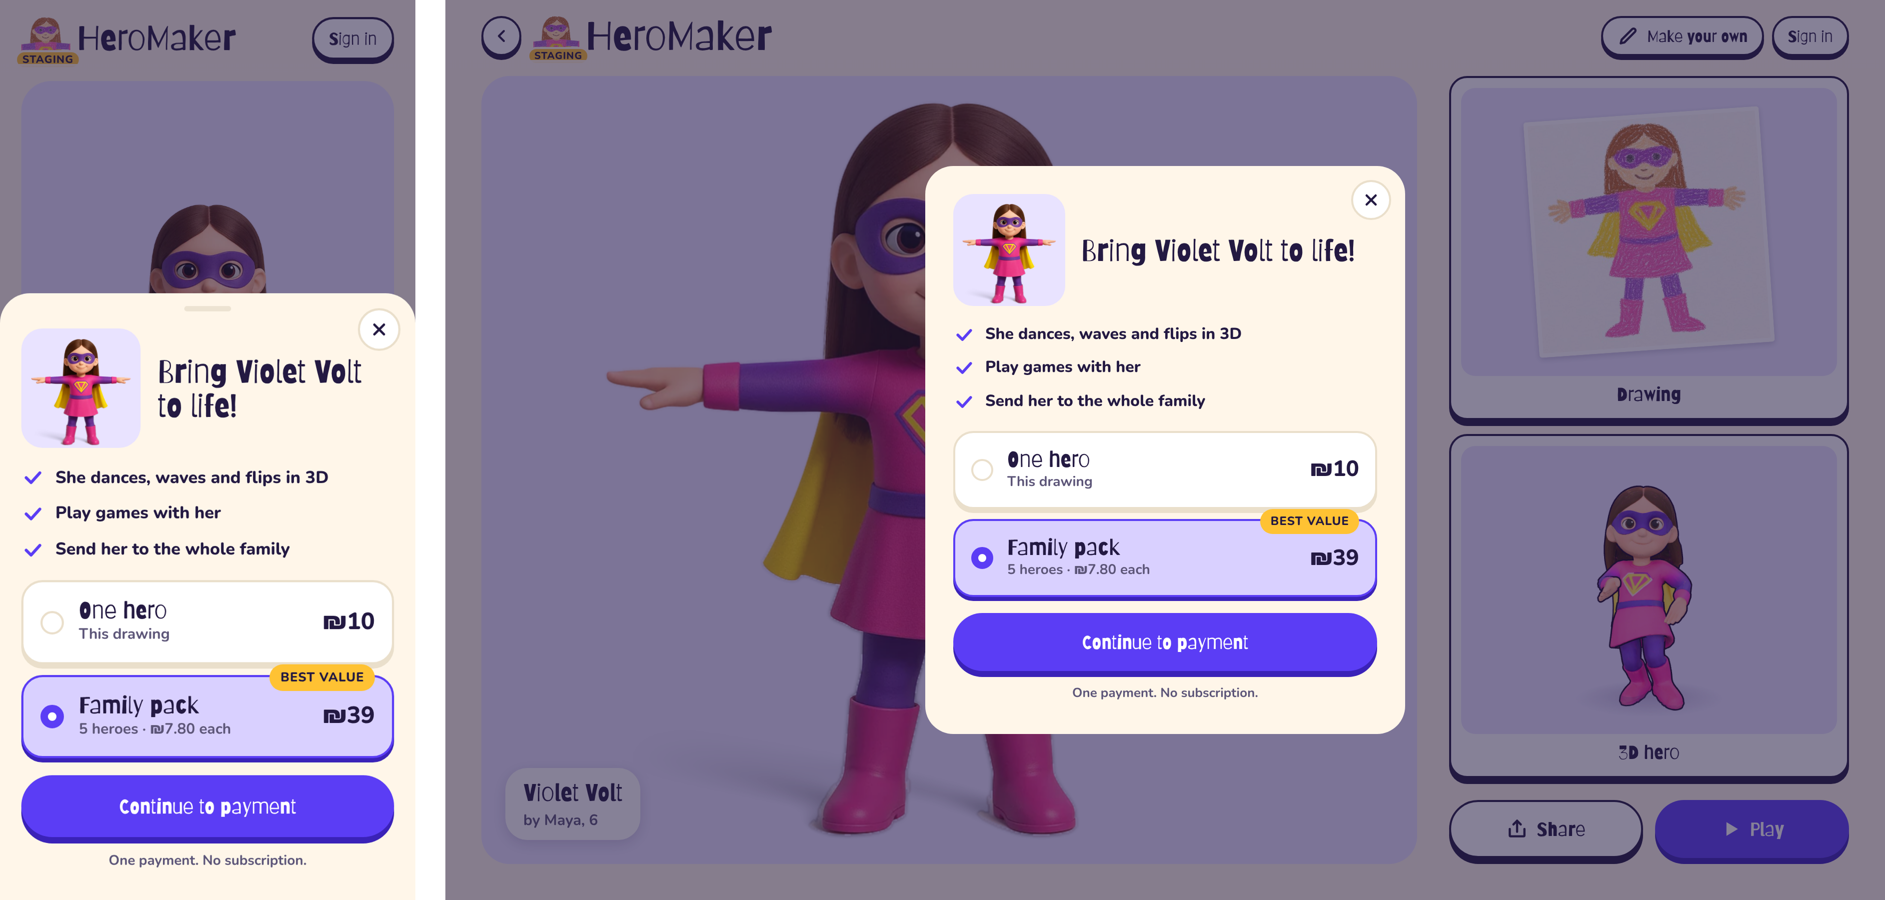 HeroMaker
STAGING
Sign in
Bring Violet Volt
to life!
She dances, waves and flips in 3D
Play games with her
Send her to the whole family
One hero
This drawing
₪10
BEST VALUE
Family pack
5 heroes · ₪7.80 each
₪39
Continue to payment
One payment. No subscription.
HeroMaker
STAGING
Make your own
Sign in
Bring Violet Volt to life!
She dances, waves and flips in 3D
Play games with her
Send her to the whole family
One hero
This drawing
₪10
BEST VALUE
Family pack
5 heroes · ₪7.80 each
₪39
Continue to payment
One payment. No subscription.
Violet Volt
by Maya, 6
Drawing
3D hero
Share
Play